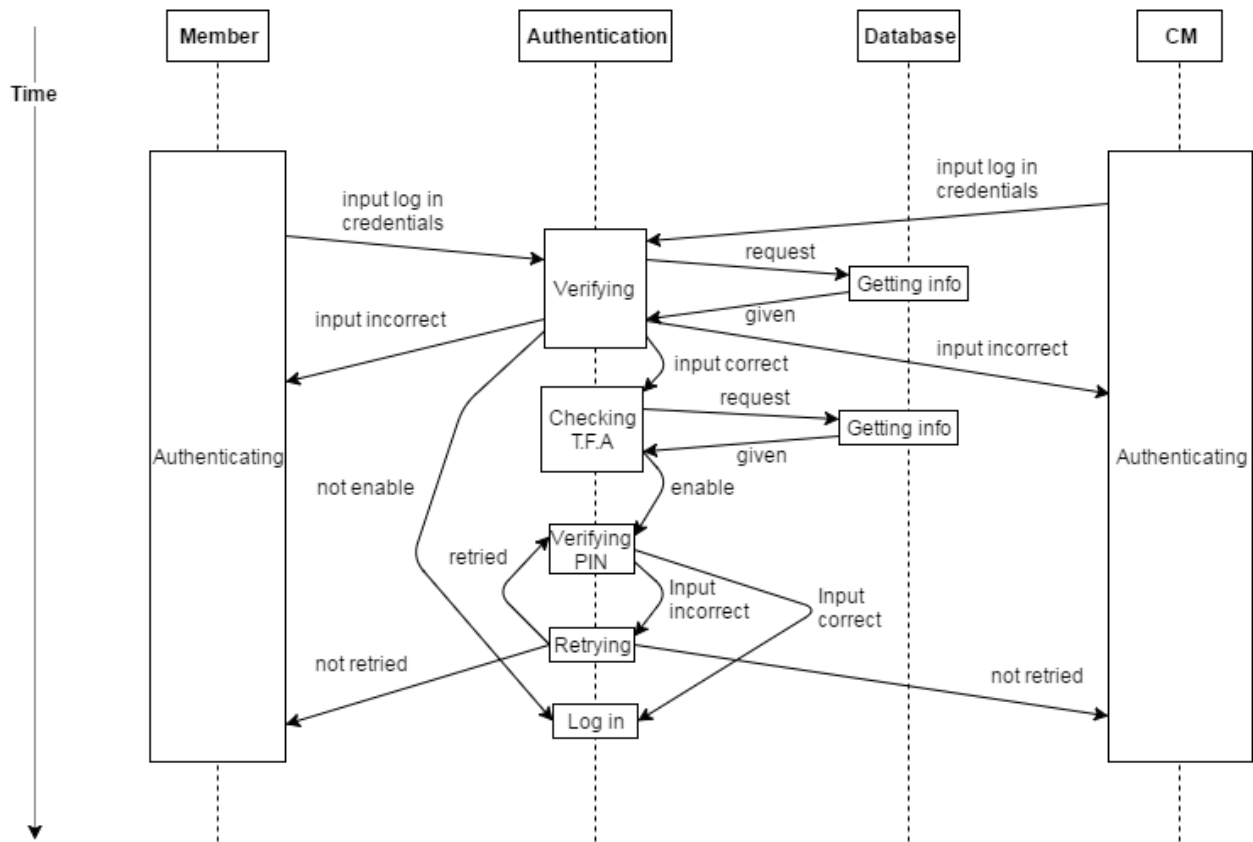 Member
Authentication
Database
CM
Time
input log in
credentials
input log in
credentials
request
Verifying
Getting info
given
input incorrect
input incorrect
input correct
request
Checking
T.F.A
Getting info
given
Authenticating
Authenticating
not enable
enable
Verifying
PIN
retried
Input
incorrect
Input
correct
Retrying
not retried
not retried
Log in